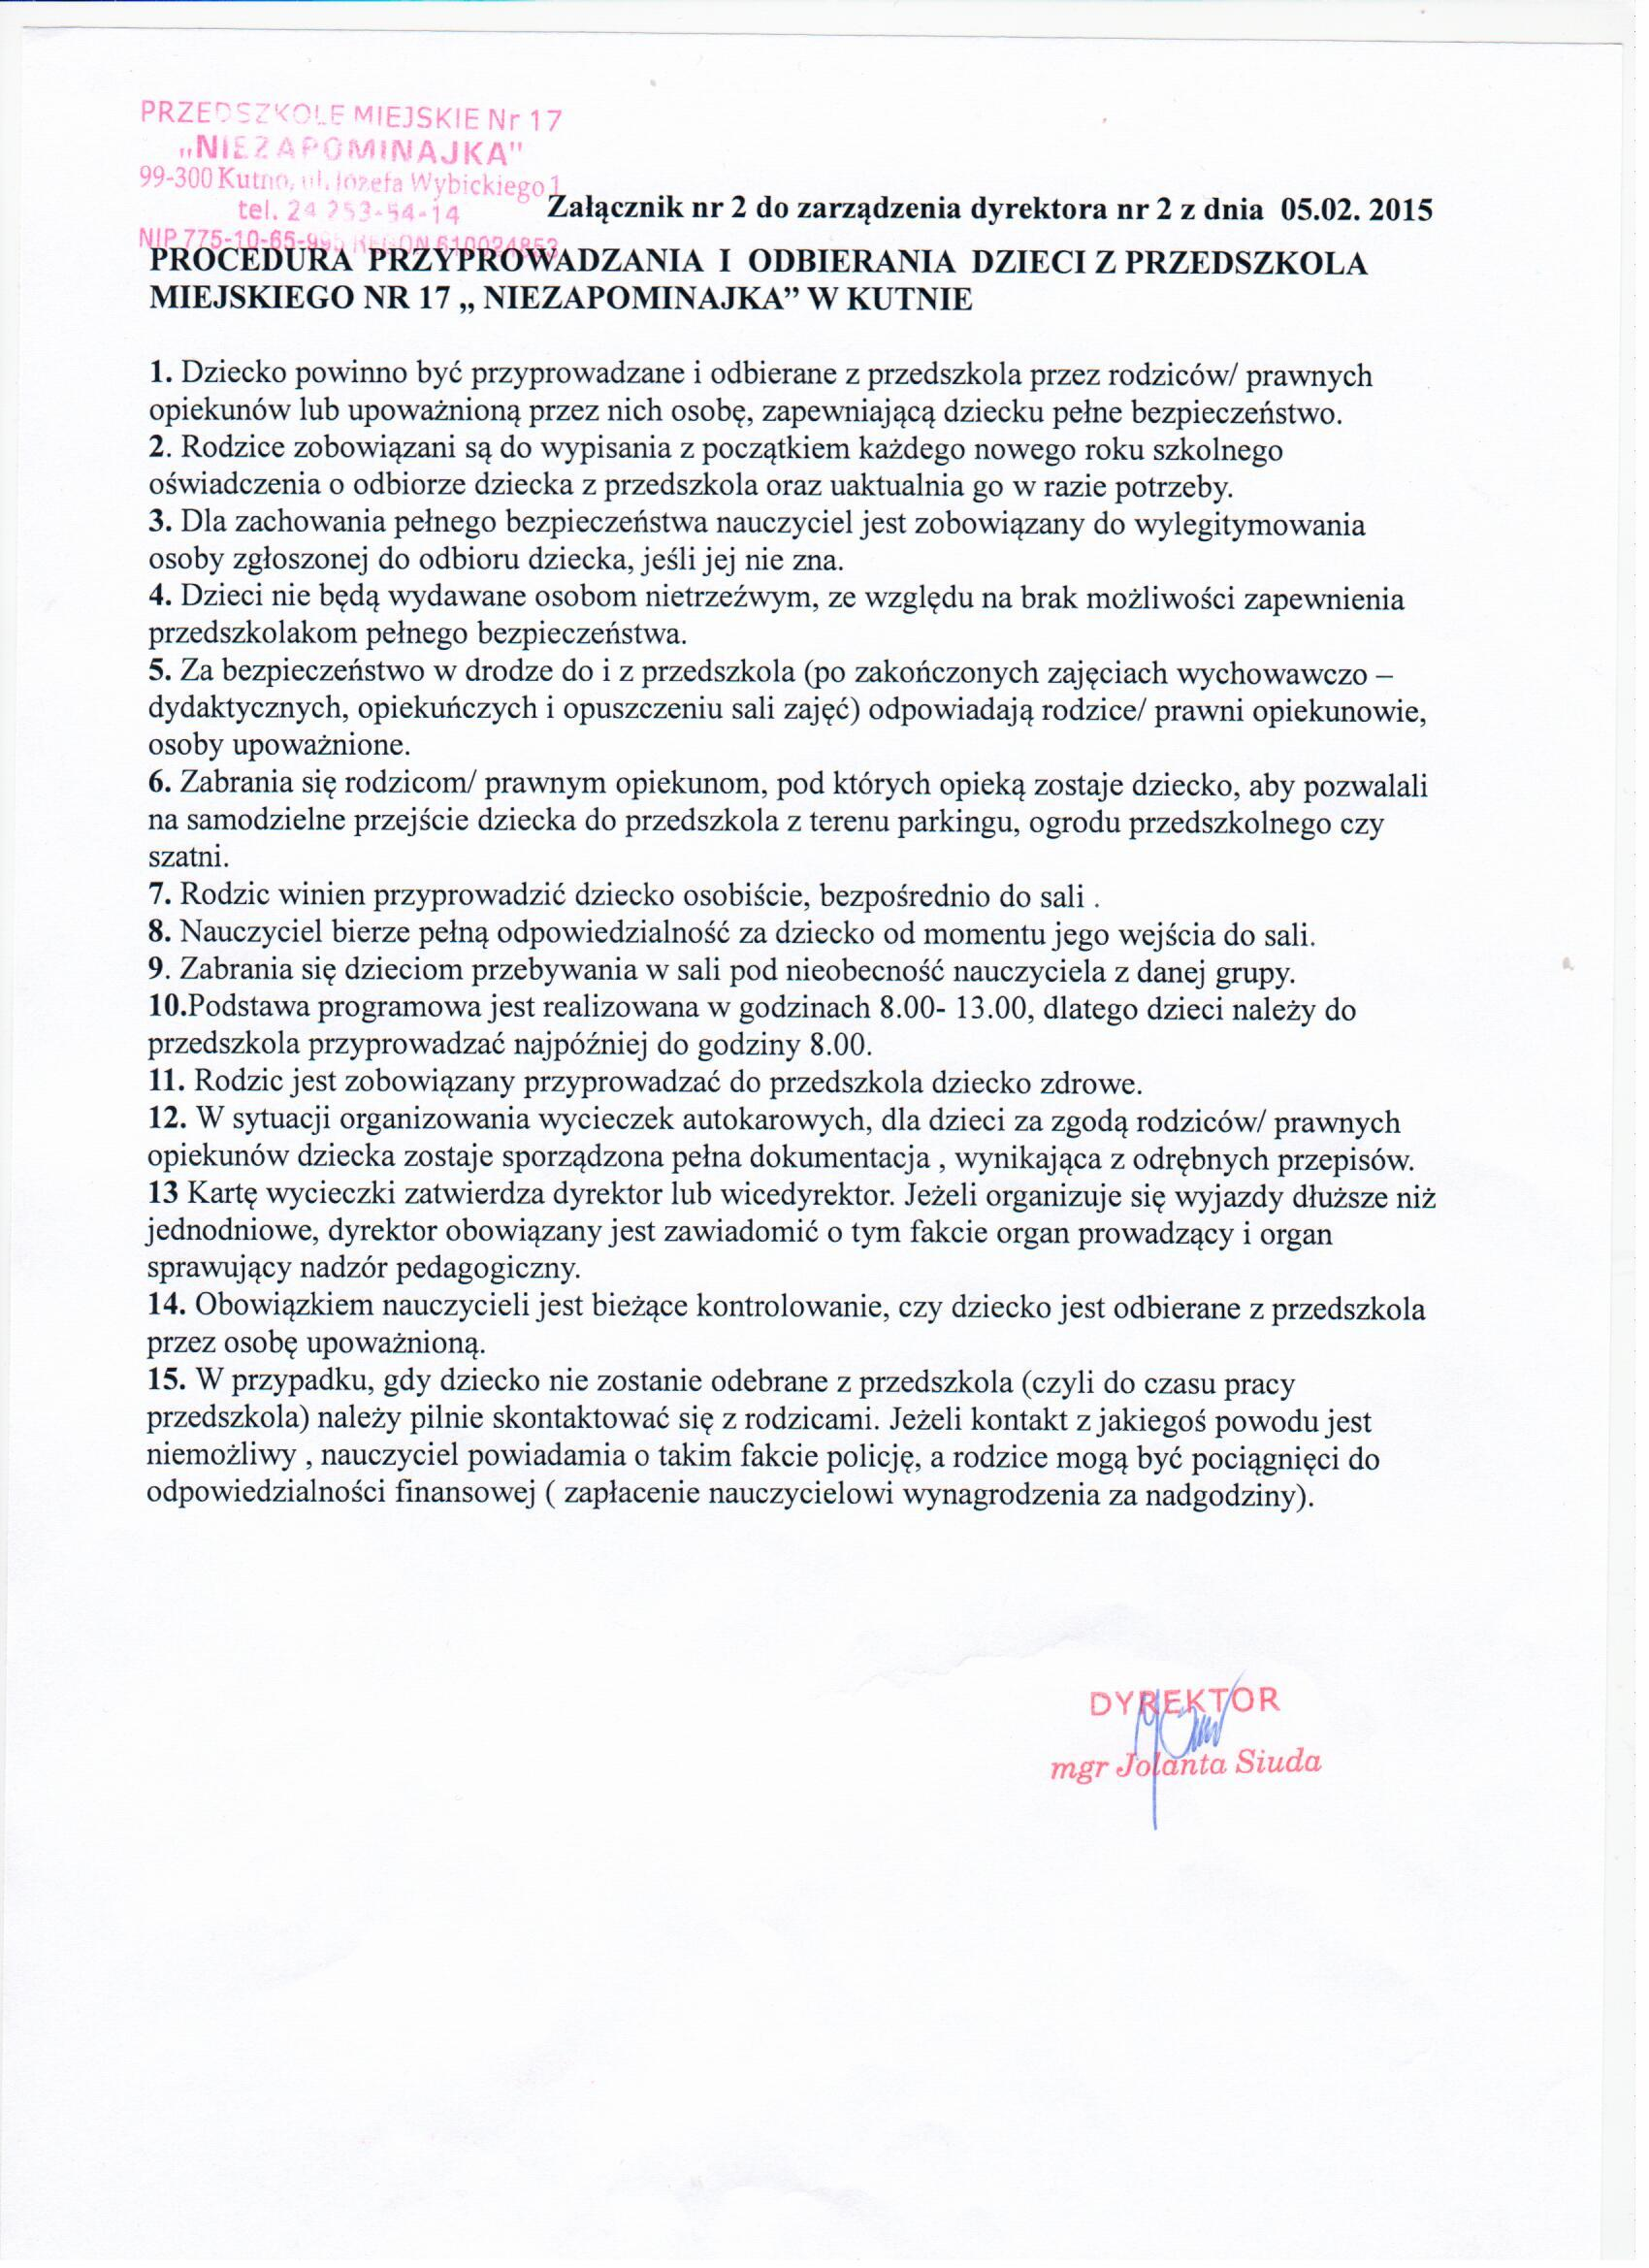 PRZEDSZKOLE MIEJSKIE Nr 17
„NIEZAPOMINAJKA"
99-300 Kutno, ul. Józefa Wybickiego 1
tel. 24 253-54-14
Załącznik nr 2 do zarządzenia dyrektora nr 2 z dnia 05.02. 2015
NIP 775-10-65-995 REGON 610024853
PROCEDURA PRZYPROWADZANIA I ODBIERANIA DZIECI Z PRZEDSZKOLA
MIEJSKIEGO NR 17 „ NIEZAPOMINAJKA” W KUTNIE
1. Dziecko powinno być przyprowadzane i odbierane z przedszkola przez rodziców/ prawnych
opiekunów lub upoważnioną przez nich osobę, zapewniającą dziecku pełne bezpieczeństwo.
2. Rodzice zobowiązani są do wypisania z początkiem każdego nowego roku szkolnego
oświadczenia o odbiorze dziecka z przedszkola oraz uaktualnia go w razie potrzeby.
3. Dla zachowania pełnego bezpieczeństwa nauczyciel jest zobowiązany do wylegitymowania
osoby zgłoszonej do odbioru dziecka, jeśli jej nie zna.
4. Dzieci nie będą wydawane osobom nietrzeźwym, ze względu na brak możliwości zapewnienia
przedszkolakom pełnego bezpieczeństwa.
5. Za bezpieczeństwo w drodze do i z przedszkola (po zakończonych zajęciach wychowawczo –
dydaktycznych, opiekuńczych i opuszczeniu sali zajęć) odpowiadają rodzice/ prawni opiekunowie,
osoby upoważnione.
6. Zabrania się rodzicom/ prawnym opiekunom, pod których opieką zostaje dziecko, aby pozwalali
na samodzielne przejście dziecka do przedszkola z terenu parkingu, ogrodu przedszkolnego czy
szatni.
7. Rodzic winien przyprowadzić dziecko osobiście, bezpośrednio do sali .
8. Nauczyciel bierze pełną odpowiedzialność za dziecko od momentu jego wejścia do sali.
9. Zabrania się dzieciom przebywania w sali pod nieobecność nauczyciela z danej grupy.
10.Podstawa programowa jest realizowana w godzinach 8.00- 13.00, dlatego dzieci należy do
przedszkola przyprowadzać najpóźniej do godziny 8.00.
11. Rodzic jest zobowiązany przyprowadzać do przedszkola dziecko zdrowe.
12. W sytuacji organizowania wycieczek autokarowych, dla dzieci za zgodą rodziców/ prawnych
opiekunów dziecka zostaje sporządzona pełna dokumentacja , wynikająca z odrębnych przepisów.
13 Kartę wycieczki zatwierdza dyrektor lub wicedyrektor. Jeżeli organizuje się wyjazdy dłuższe niż
jednodniowe, dyrektor obowiązany jest zawiadomić o tym fakcie organ prowadzący i organ
sprawujący nadzór pedagogiczny.
14. Obowiązkiem nauczycieli jest bieżące kontrolowanie, czy dziecko jest odbierane z przedszkola
przez osobę upoważnioną.
15. W przypadku, gdy dziecko nie zostanie odebrane z przedszkola (czyli do czasu pracy
przedszkola) należy pilnie skontaktować się z rodzicami. Jeżeli kontakt z jakiegoś powodu jest
niemożliwy , nauczyciel powiadamia o takim fakcie policję, a rodzice mogą być pociągnięci do
odpowiedzialności finansowej ( zapłacenie nauczycielowi wynagrodzenia za nadgodziny).
DYREKTOR
mgr Jolanta Siuda